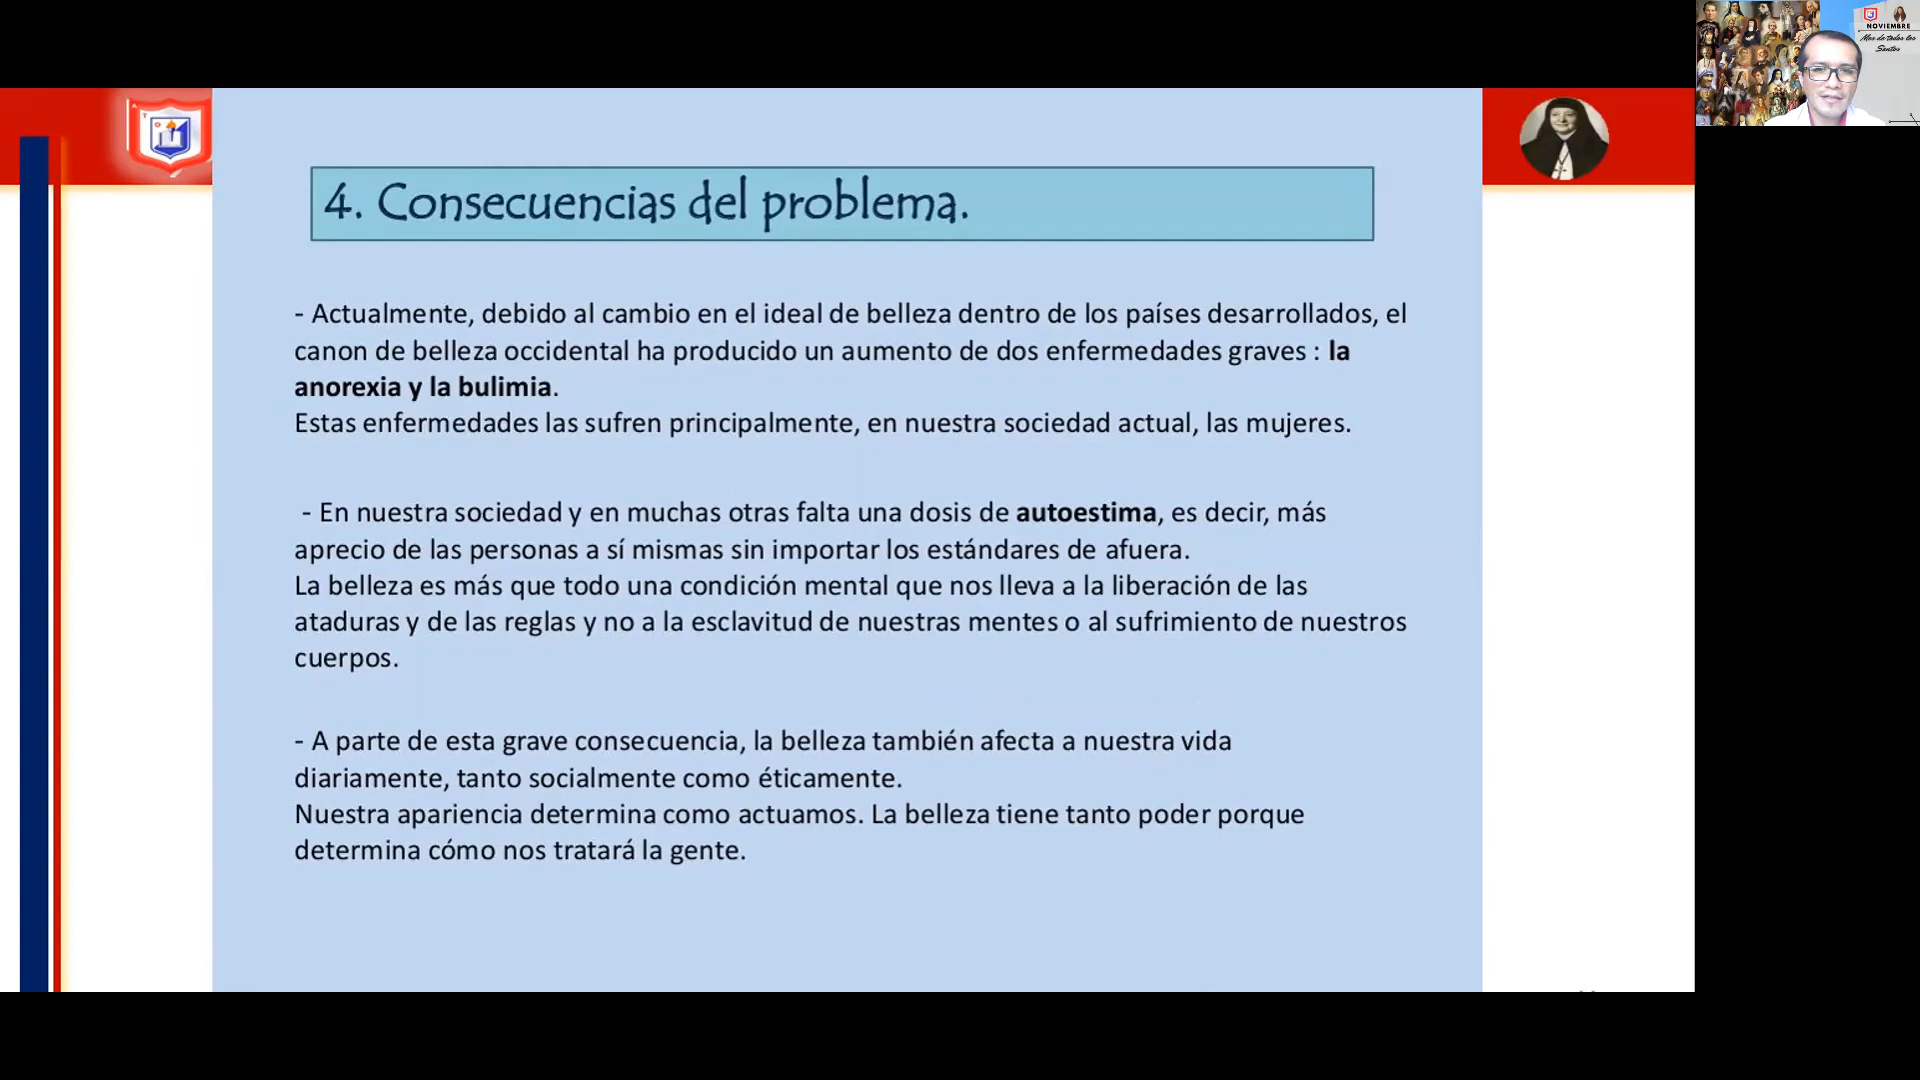 NOVIEMBRE
Mes de todos los
Santos
4. Consecuencias del problema.
- Actualmente, debido al cambio en el ideal de belleza dentro de los países desarrollados, el
canon de belleza occidental ha producido un aumento de dos enfermedades graves : la
anorexia y la bulimia.
Estas enfermedades las sufren principalmente, en nuestra sociedad actual, las mujeres.
- En nuestra sociedad y en muchas otras falta una dosis de autoestima, es decir, más
aprecio de las personas a sí mismas sin importar los estándares de afuera.
La belleza es más que todo una condición mental que nos lleva a la liberación de las
ataduras y de las reglas y no a la esclavitud de nuestras mentes o al sufrimiento de nuestros
cuerpos.
- A parte de esta grave consecuencia, la belleza también afecta a nuestra vida
diariamente, tanto socialmente como éticamente.
Nuestra apariencia determina como actuamos. La belleza tiene tanto poder porque
determina cómo nos tratará la gente.